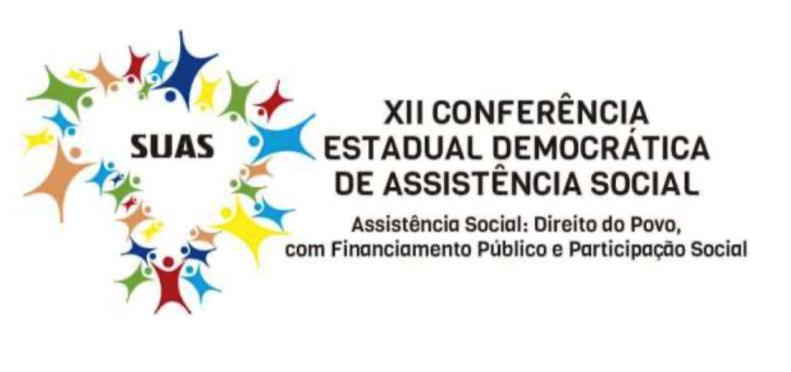 SUAS
XII CONFERÊNCIA
ESTADUAL DEMOCRÁTICA
DE ASSISTÊNCIA SOCIAL
Assistência Social: Direito do Povo,
com Financiamento Público e Participação Social